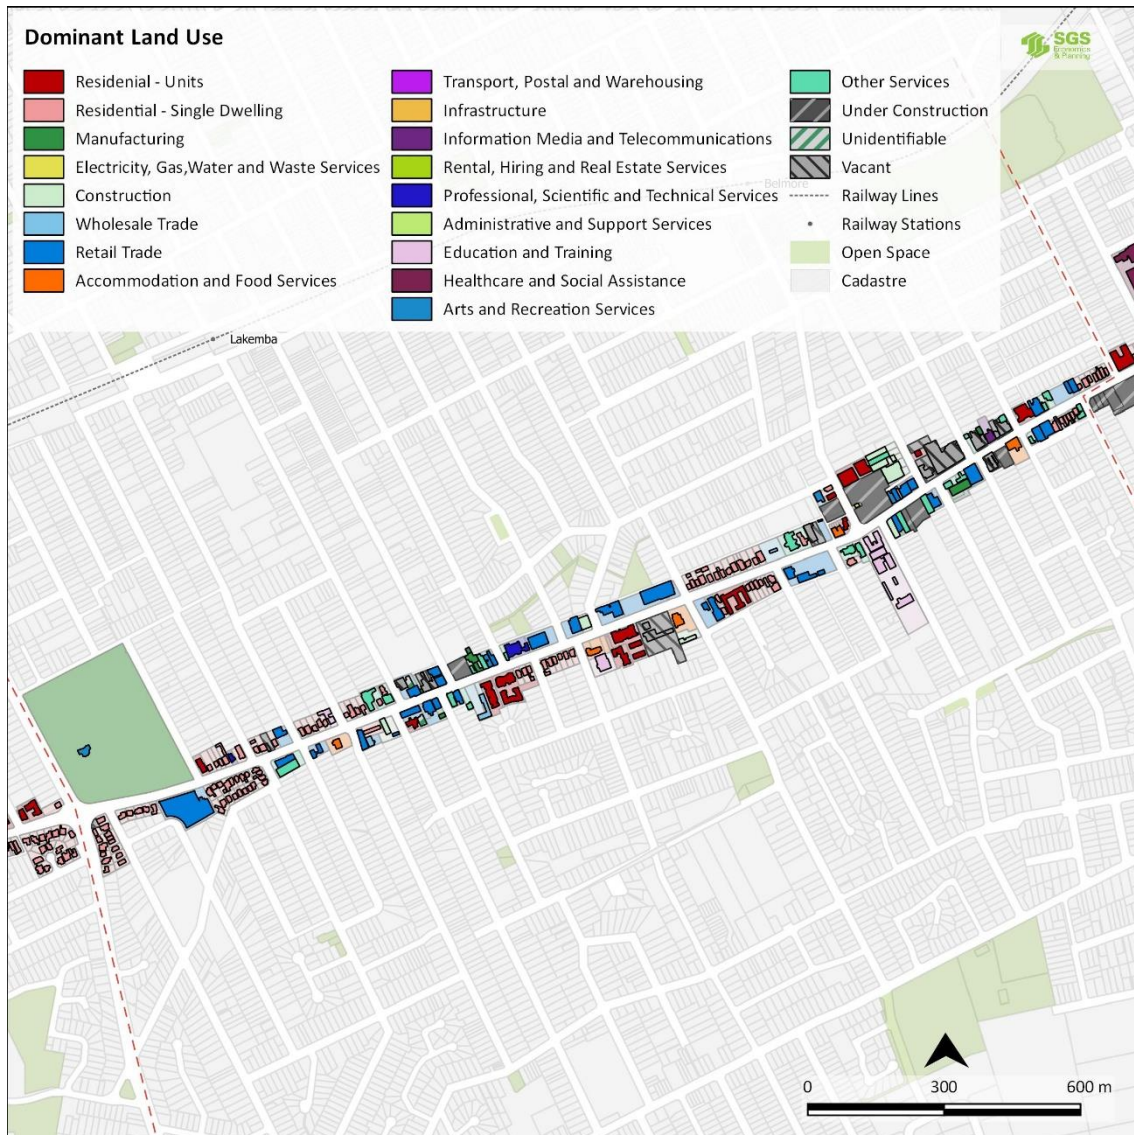 Dominant Land Use
SGS
Economics
& Planning
Residenial - Units
Residential - Single Dwelling
Manufacturing
Electricity, Gas,Water and Waste Services
Construction
Wholesale Trade
Retail Trade
Accommodation and Food Services
Transport, Postal and Warehousing
Infrastructure
Information Media and Telecommunications
Rental, Hiring and Real Estate Services
Professional, Scientific and Technical Services
Administrative and Support Services
Education and Training
Healthcare and Social Assistance
Arts and Recreation Services
Other Services
Under Construction
Unidentifiable
Vacant
Railway Lines
Railway Stations
Open Space
Cadastre
Belmore
Lakemba
0 300 600 m